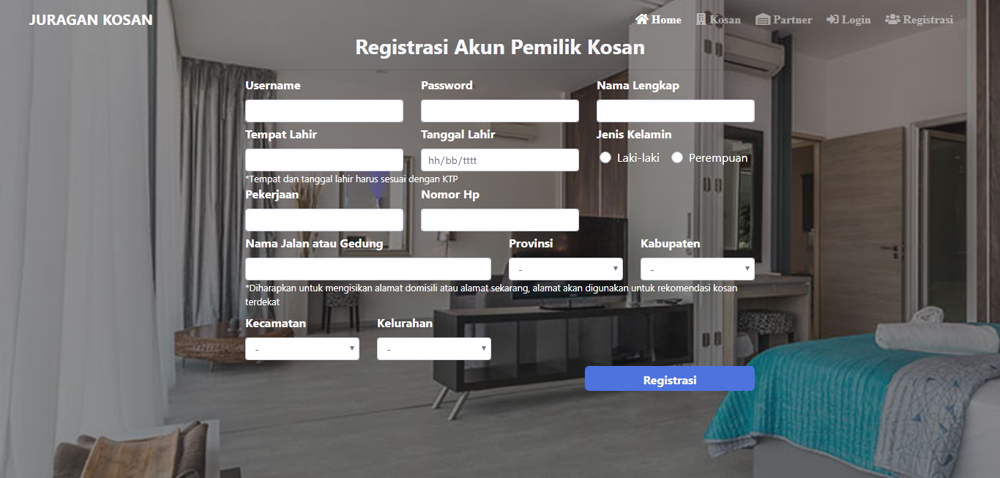 JURAGAN KOSAN Home Kosan Partner Login Registrasi
Registrasi Akun Pemilik Kosan
Username Password Nama Lengkap
Tempat Lahir Tanggal Lahir Jenis Kelamin
hh/bb/tttt Laki-laki Perempuan
*Tempat dan tanggal lahir harus sesuai dengan KTP
Pekerjaan Nomor Hp
Nama Jalan atau Gedung Provinsi Kabupaten
- -
*Diharapkan untuk mengisikan alamat domisili atau alamat sekarang, alamat akan digunakan untuk rekomendasi kosan
terdekat
Kecamatan Kelurahan
- -
Registrasi